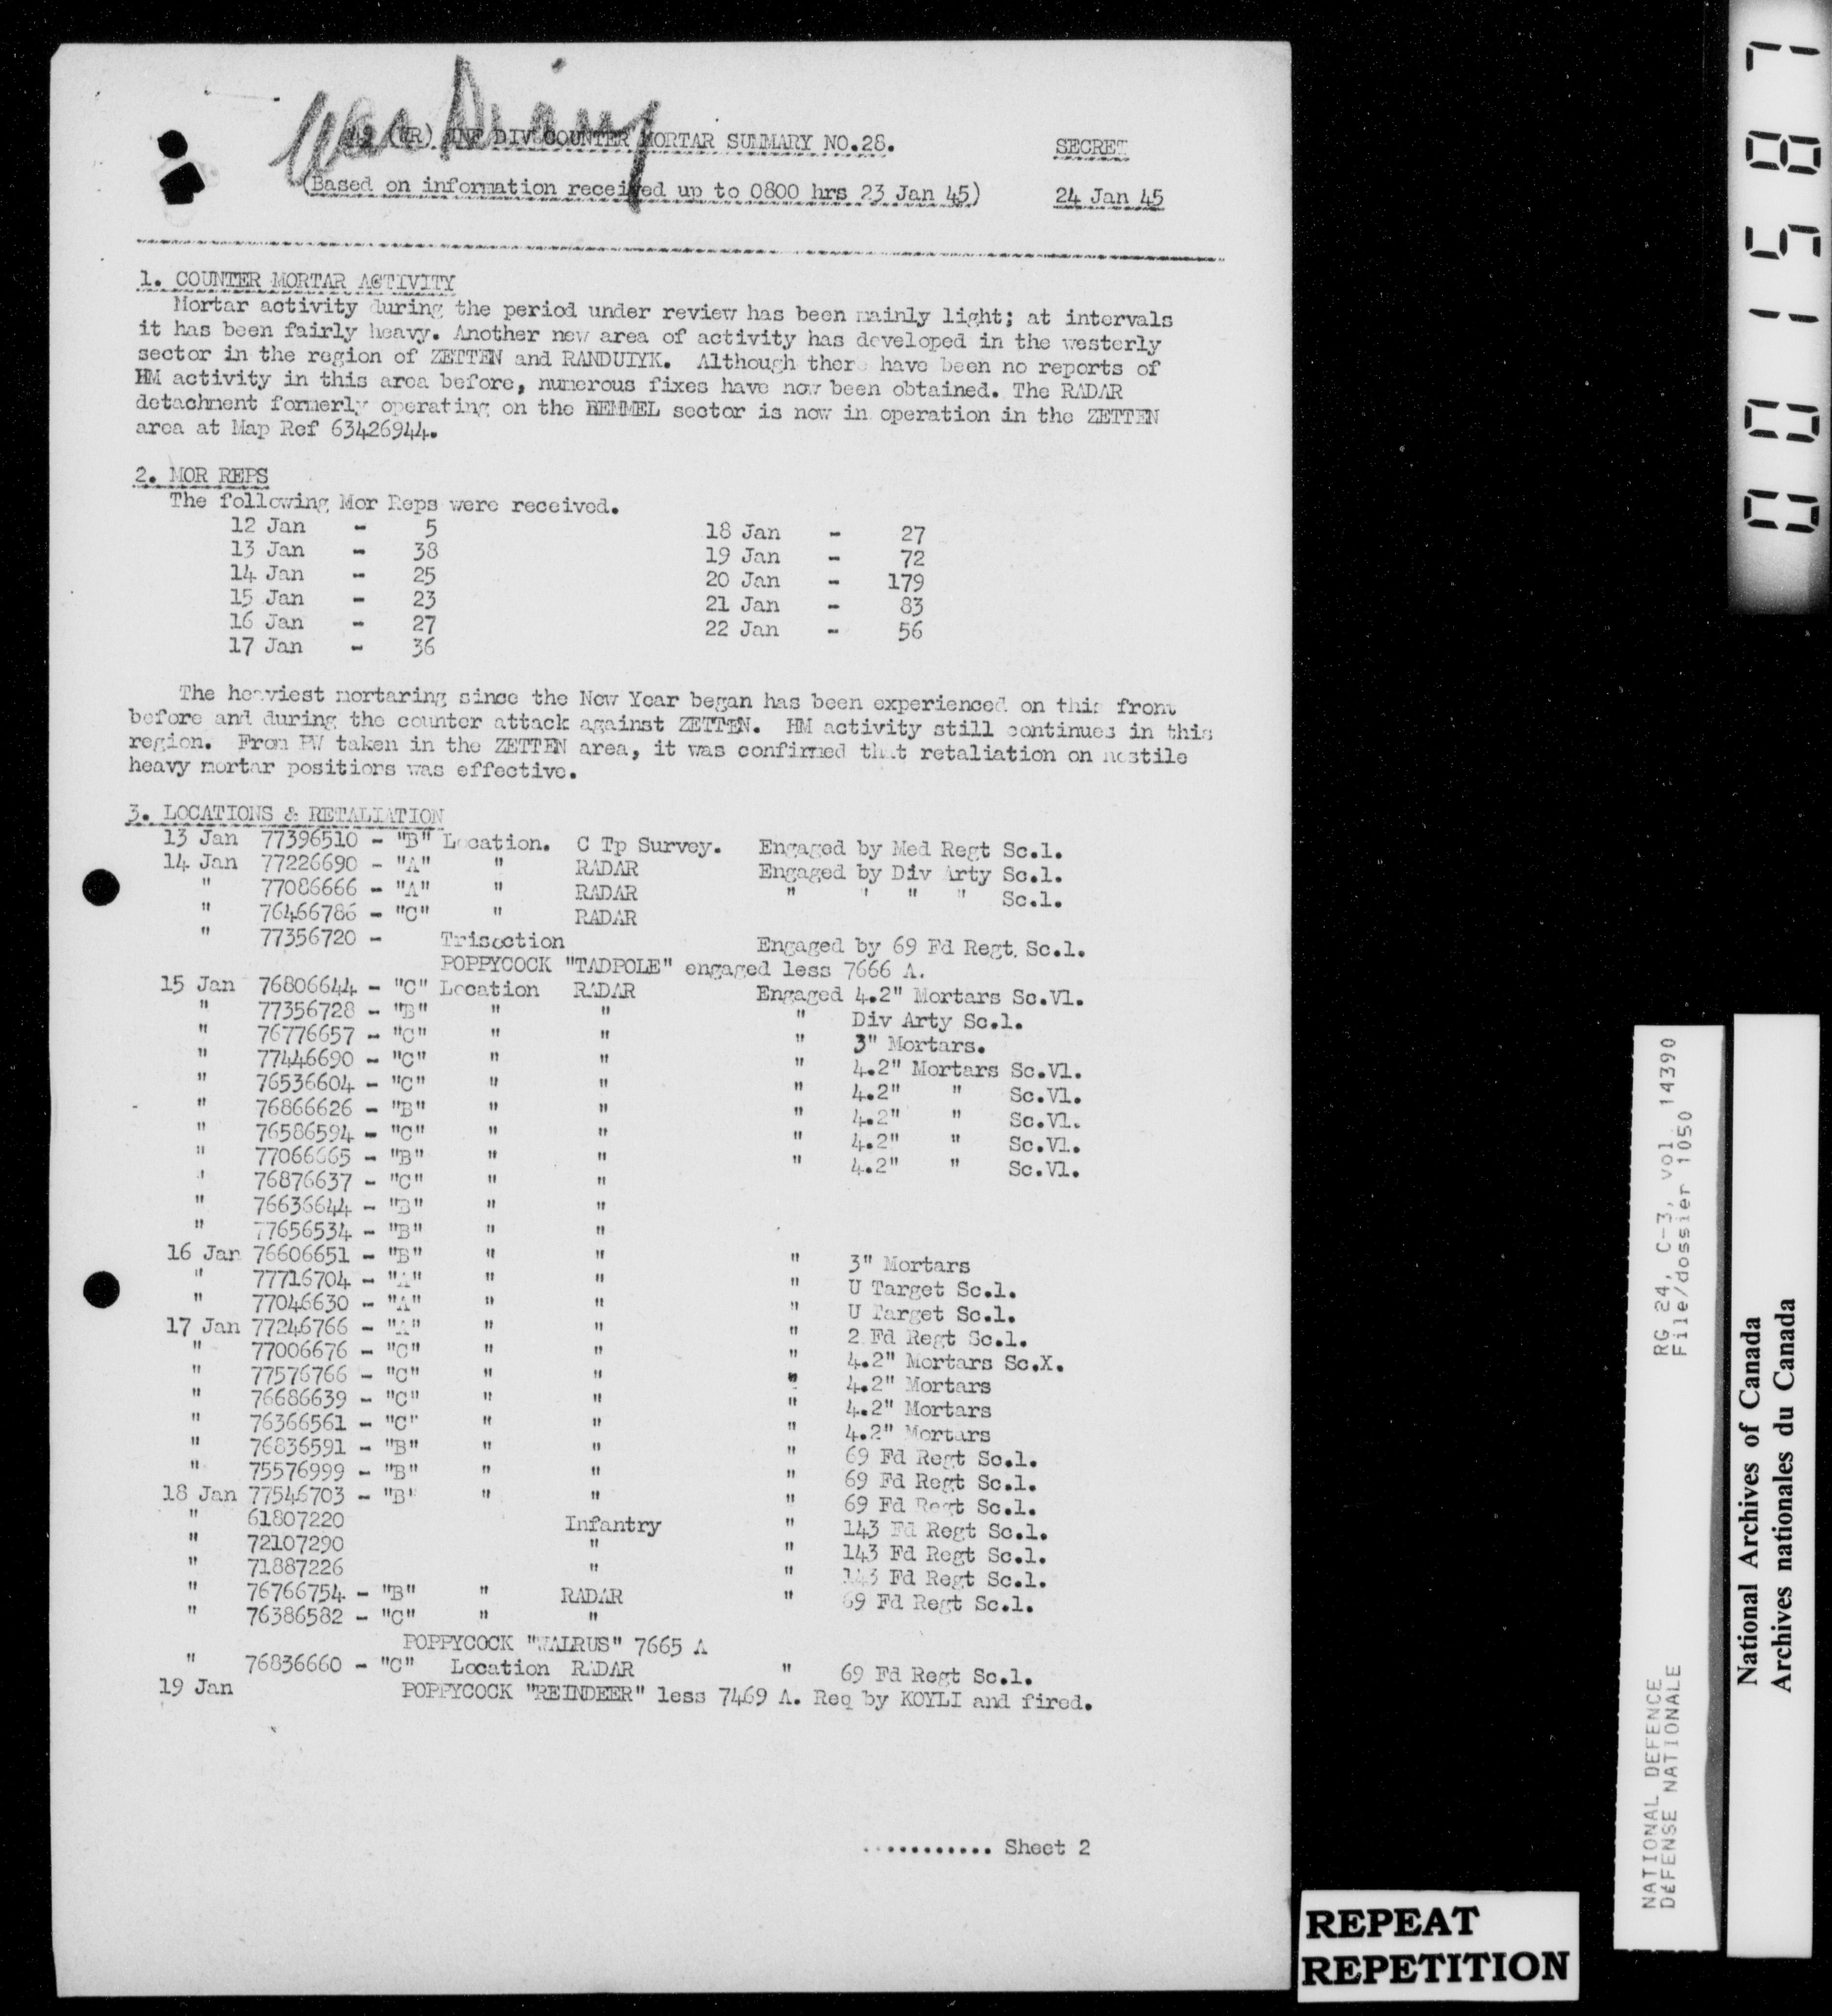 War Diary
49 (WR) INF DIV COUNTER MORTAR SUMMARY NO.28. SECRET
(Based on information received up to 0800 hrs 23 Jan 45) 24 Jan 45
1. COUNTER MORTAR ACTIVITY
Mortar activity during the period under review has been mainly light; at intervals
it has been fairly heavy. Another new area of activity has developed in the westerly
sector in the region of ZETTEN and RANDUIYK. Although there have been no reports of
HM activity in this area before, numerous fixes have now been obtained. The RADAR
detachment formerly operating on the BEMMEL sector is now in operation in the ZETTEN
area at Map Ref 63426944.
2. MOR REPS
The following Mor Reps were received.
12 Jan - 5 18 Jan - 27
13 Jan - 38 19 Jan - 72
14 Jan - 25 20 Jan - 179
15 Jan - 23 21 Jan - 83
16 Jan - 27 22 Jan - 56
17 Jan - 36
The heaviest mortaring since the New Year began has been experienced on this front
before and during the counter attack against ZETTEN. HM activity still continues in this
region. From PW taken in the ZETTEN area, it was confirmed that retaliation on hostile
heavy mortar positions was effective.
3. LOCATIONS & RETALIATION
13 Jan 77396510 - "B" Location. C Tp Survey. Engaged by Med Regt Sc.1.
14 Jan 77226690 - "A" " RADAR Engaged by Div Arty Sc.1.
" 77086666 - "A" " RADAR " " " " Sc.1.
" 76466786 - "C" " RADAR
" 77356720 - Trisection Engaged by 69 Fd Regt. Sc.1.
POPPYCOCK "TADPOLE" engaged less 7666 A.
15 Jan 76806644 - "C" Location RADAR Engaged 4.2" Mortars Sc.V1.
" 77356728 - "B" " " " Div Arty Sc.1.
" 76776657 - "C" " " " 3" Mortars.
" 77446690 - "C" " " " 4.2" Mortars Sc.V1.
" 76536604 - "C" " " " 4.2" " Sc.V1.
" 76866626 - "B" " " " 4.2" " Sc.V1.
" 76586594 - "C" " " " 4.2" " Sc.V1.
" 77066665 - "B" " " " 4.2" " Sc.V1.
" 76876637 - "C" " "
" 76636644 - "B" " "
" 77656534 - "B" " "
16 Jan 76606651 - "B" " " " 3" Mortars
" 77716704 - "A" " " " U Target Sc.1.
" 77046630 - "A" " " " U Target Sc.1.
17 Jan 77246766 - "A" " " " 2 Fd Regt Sc.1.
" 77006676 - "C" " " " 4.2" Mortars Sc.X.
" 77576766 - "C" " " " 4.2" Mortars
" 76686639 - "C" " " " 4.2" Mortars
" 76366561 - "C" " " " 4.2" Mortars
" 76836591 - "B" " " " 69 Fd Regt Sc.1.
" 75576999 - "B" " " " 69 Fd Regt Sc.1.
18 Jan 77546703 - "B" " " " 69 Fd Regt Sc.1.
" 61807220 Infantry " 143 Fd Regt Sc.1.
" 72107290 " " 143 Fd Regt Sc.1.
" 71887226 " " 143 Fd Regt Sc.1.
" 76766754 - "B" " RADAR " 69 Fd Regt Sc.1.
" 76386582 - "C" " "
POPPYCOCK "WALRUS" 7665 A
" 76836660 - "C" Location RADAR " 69 Fd Regt Sc.1.
19 Jan POPPYCOCK "REINDEER" less 7469 A. Req by KOYLI and fired.
........... Sheet 2
REPEAT
REPETITION
001587
NATIONAL DEFENCE RG 24, C-3, vol. 14390
DÉFENSE NATIONALE File/dossier 1050
National Archives of Canada
Archives nationales du Canada